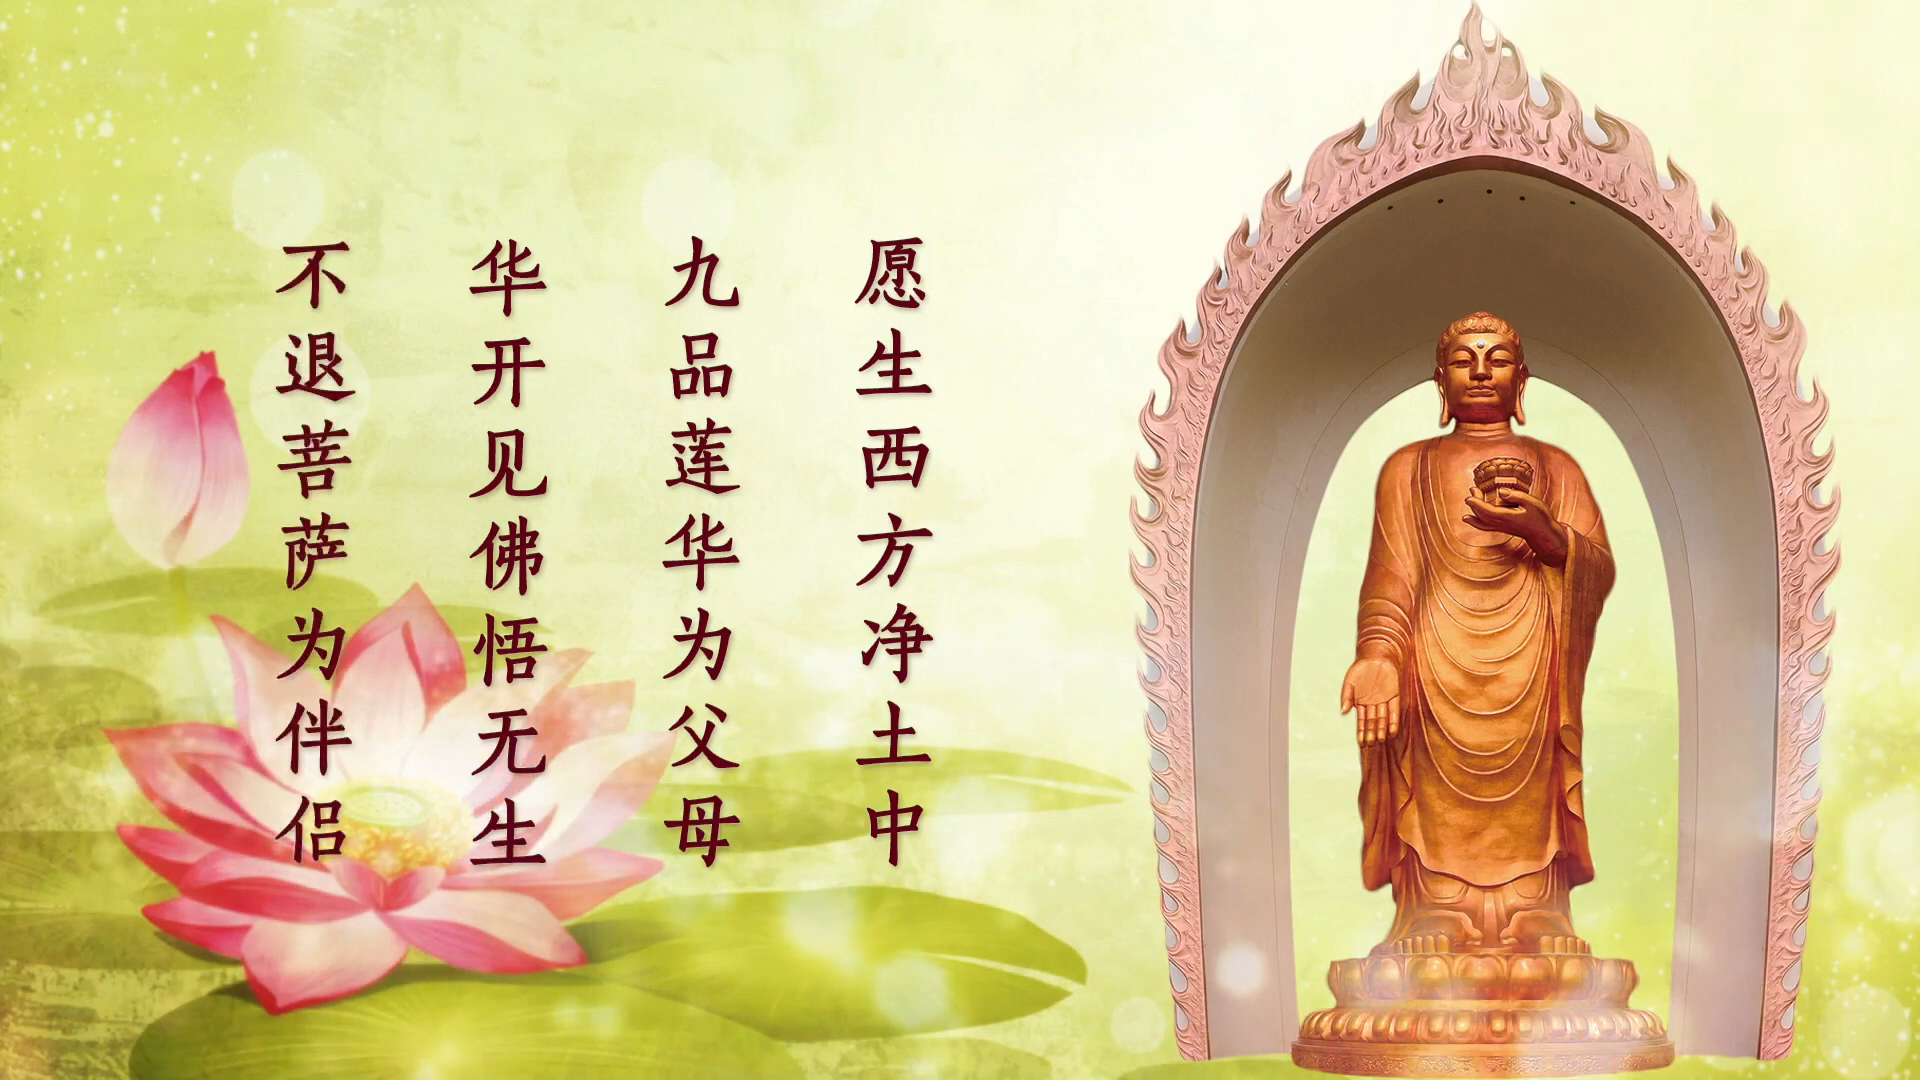 愿生西方净土中
九品莲华为父母
华开见佛悟无生
不退菩萨为伴侣